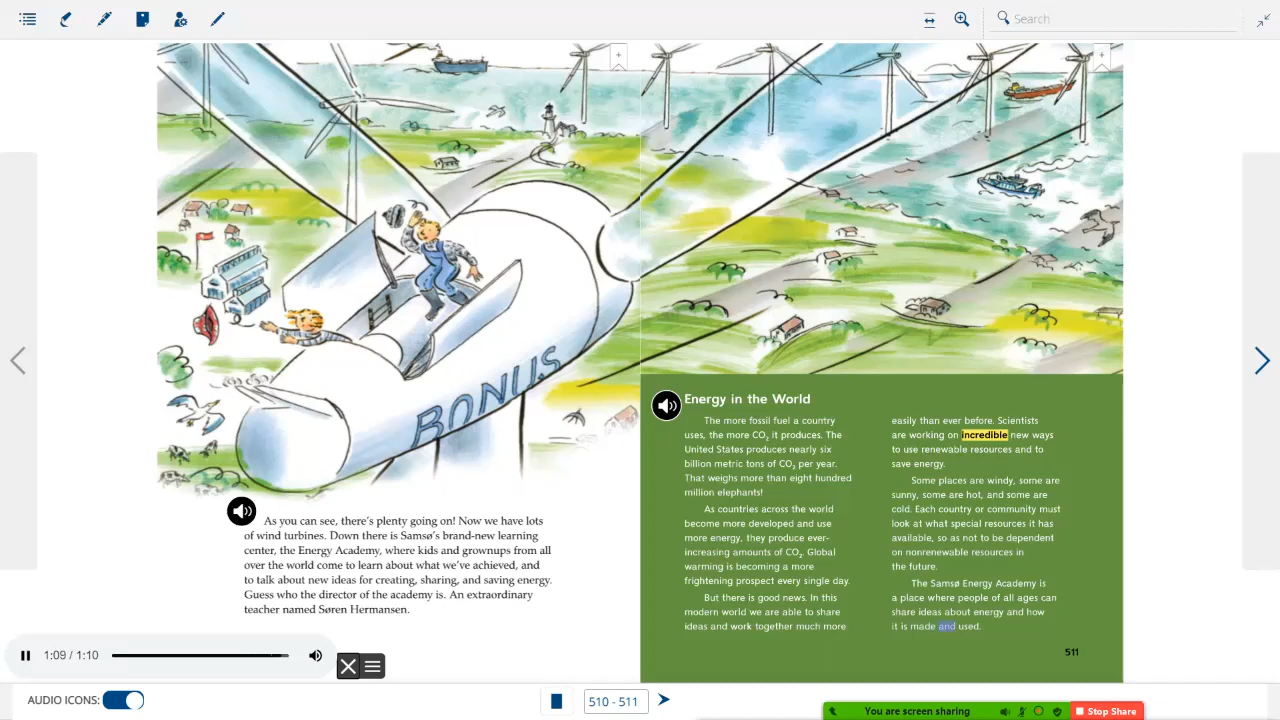 Search
BONUS
As you can see, there's plenty going on! Now we have lots
of wind turbines. Down there is Samsø's brand-new learning
center, the Energy Academy, where kids and grownups from all
over the world come to learn about what we've achieved, and
to talk about new ideas for creating, sharing, and saving energy.
Guess who the director of the academy is. An extraordinary
teacher named Søren Hermansen.
Energy in the World
The more fossil fuel a country
uses, the more CO₂ it produces. The
United States produces nearly six
billion metric tons of CO₂ per year.
That weighs more than eight hundred
million elephants!
As countries across the world
become more developed and use
more energy, they produce ever-
increasing amounts of CO₂. Global
warming is becoming a more
frightening prospect every single day.
But there is good news. In this
modern world we are able to share
ideas and work together much more
easily than ever before. Scientists
are working on incredible new ways
to use renewable resources and to
save energy.
Some places are windy, some are
sunny, some are hot, and some are
cold. Each country or community must
look at what special resources it has
available, so as not to be dependent
on nonrenewable resources in
the future.
The Samsø Energy Academy is
a place where people of all ages can
share ideas about energy and how
it is made and used.
511
1:09 / 1:10
AUDIO ICONS:
510 - 511
You are screen sharing
Stop Share